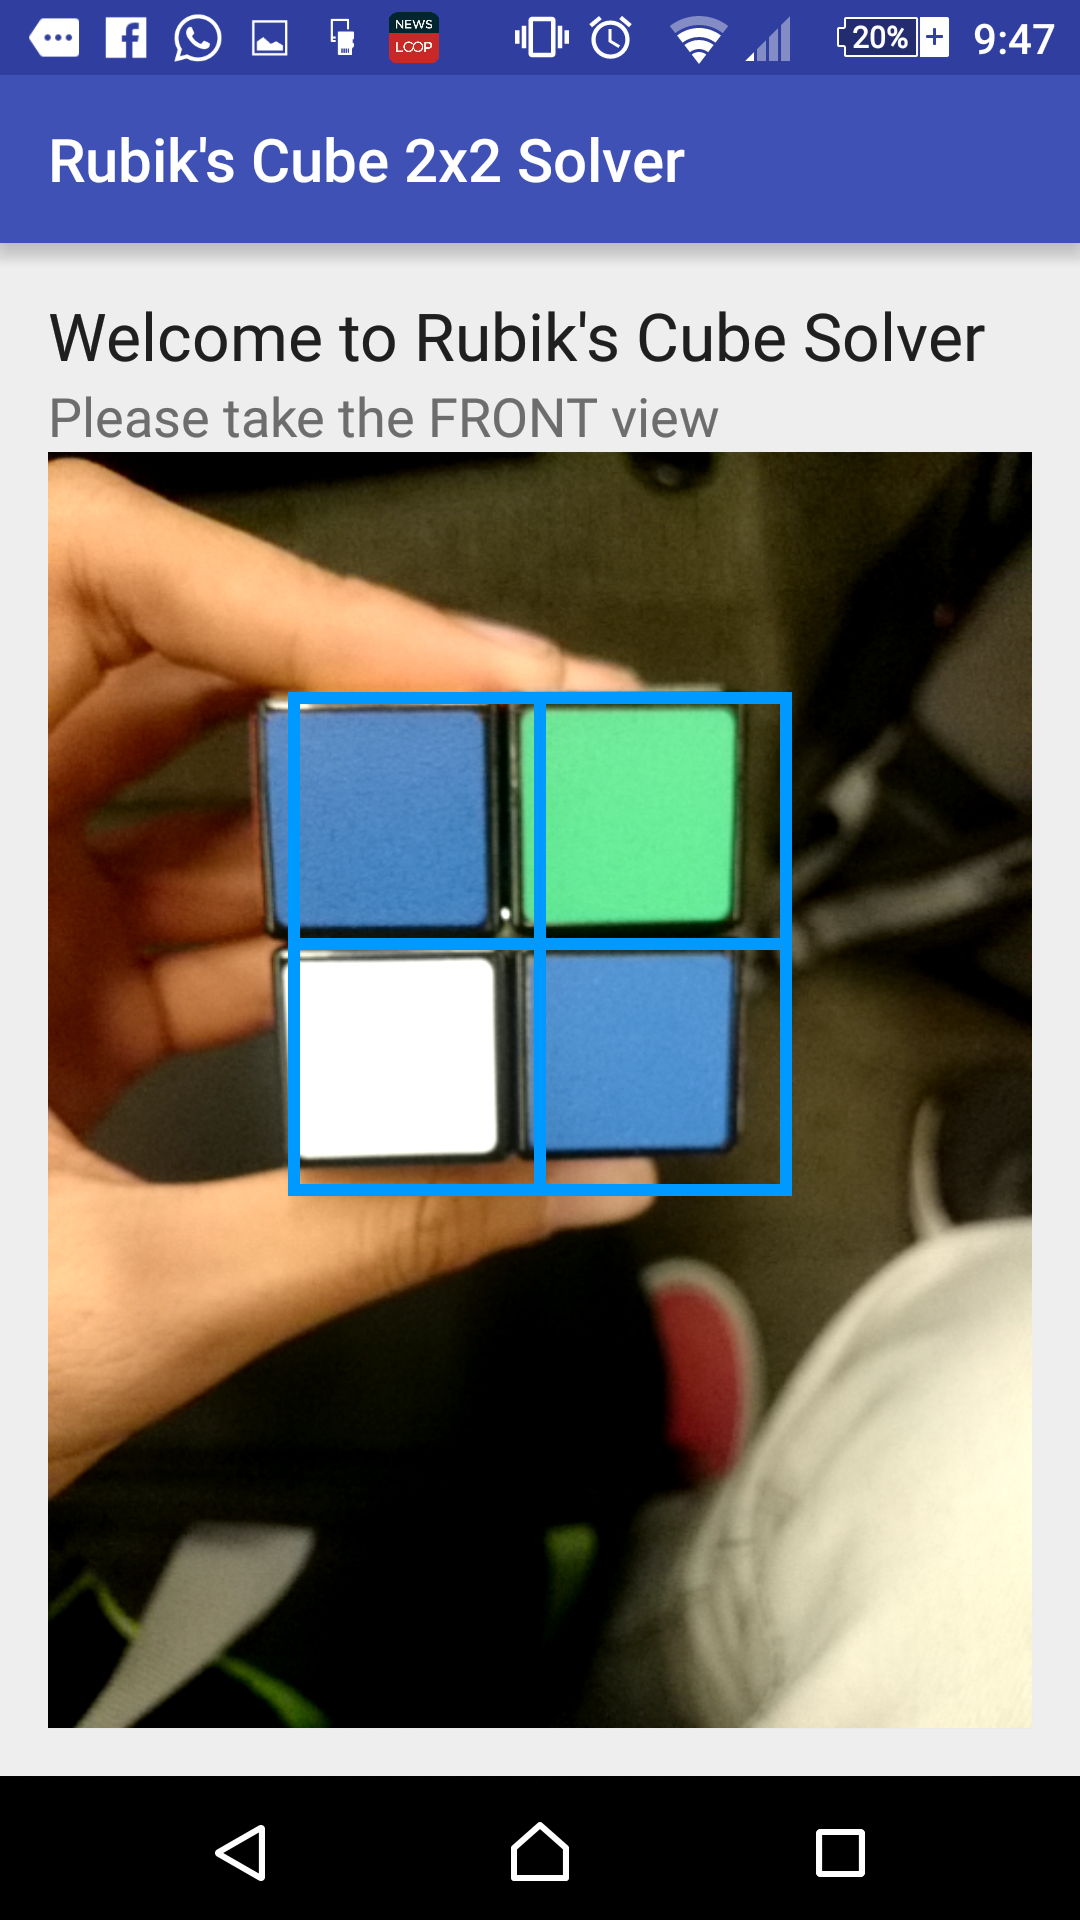 NEWS
LOOP
20%
9:47
Rubik's Cube 2x2 Solver
Welcome to Rubik's Cube Solver
Please take the FRONT view